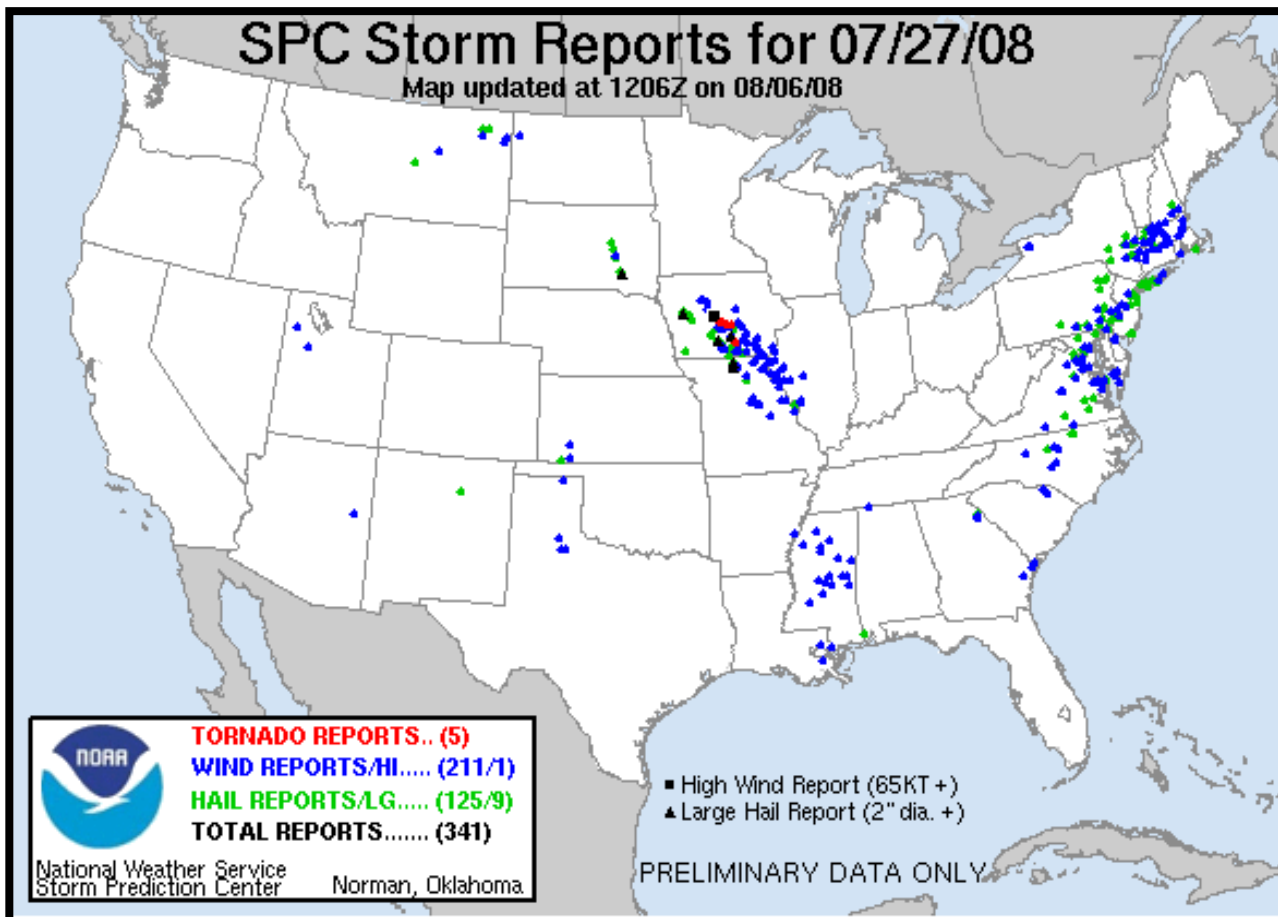 SPC Storm Reports for 07/27/08
Map updated at 1206Z on 08/06/08
NOAA
TORNADO REPORTS.. (5)
WIND REPORTS/HI..... (211/1)
HAIL REPORTS/LG..... (125/9)
TOTAL REPORTS....... (341)
National Weather Service
Storm Prediction Center
Norman, Oklahoma
High Wind Report (65KT +)
Large Hail Report (2" dia. +)
PRELIMINARY DATA ONLY